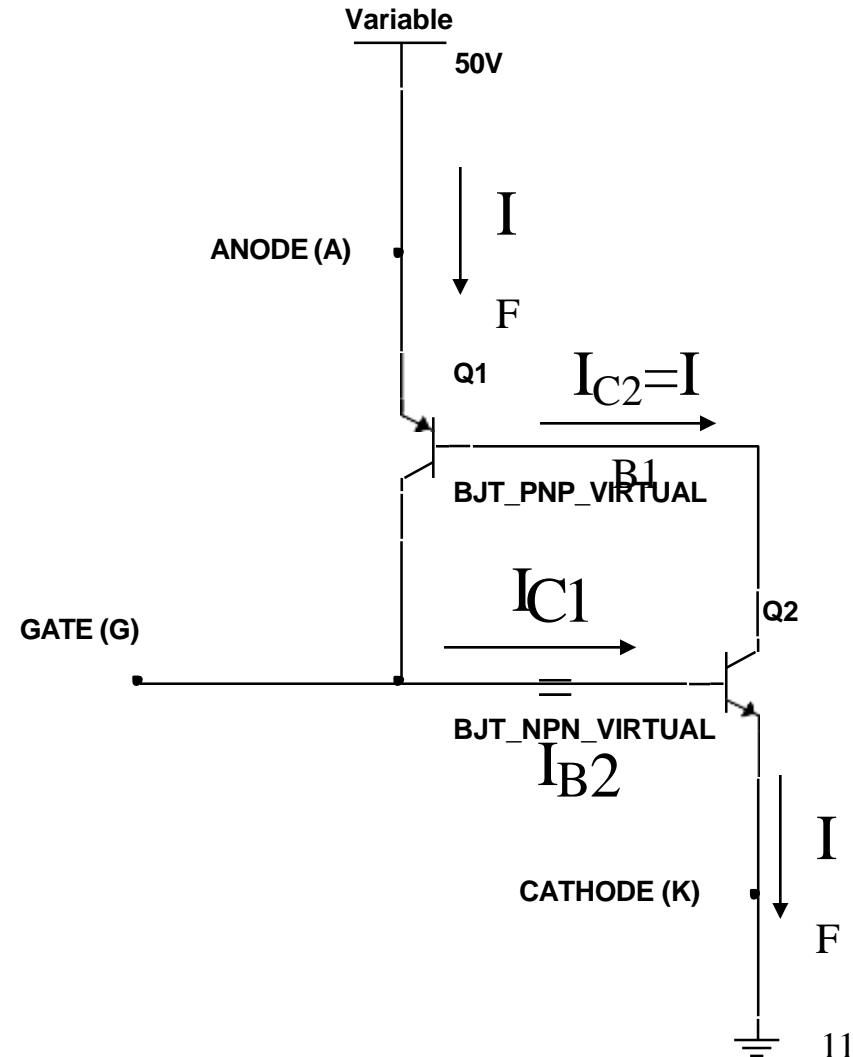 Variable
50V
I
F
ANODE (A)
Q1
IC2=I
B1
BJT_PNP_VIRTUAL
IC1
GATE (G)
Q2
=
BJT_NPN_VIRTUAL
IB2
I
F
CATHODE (K)
11